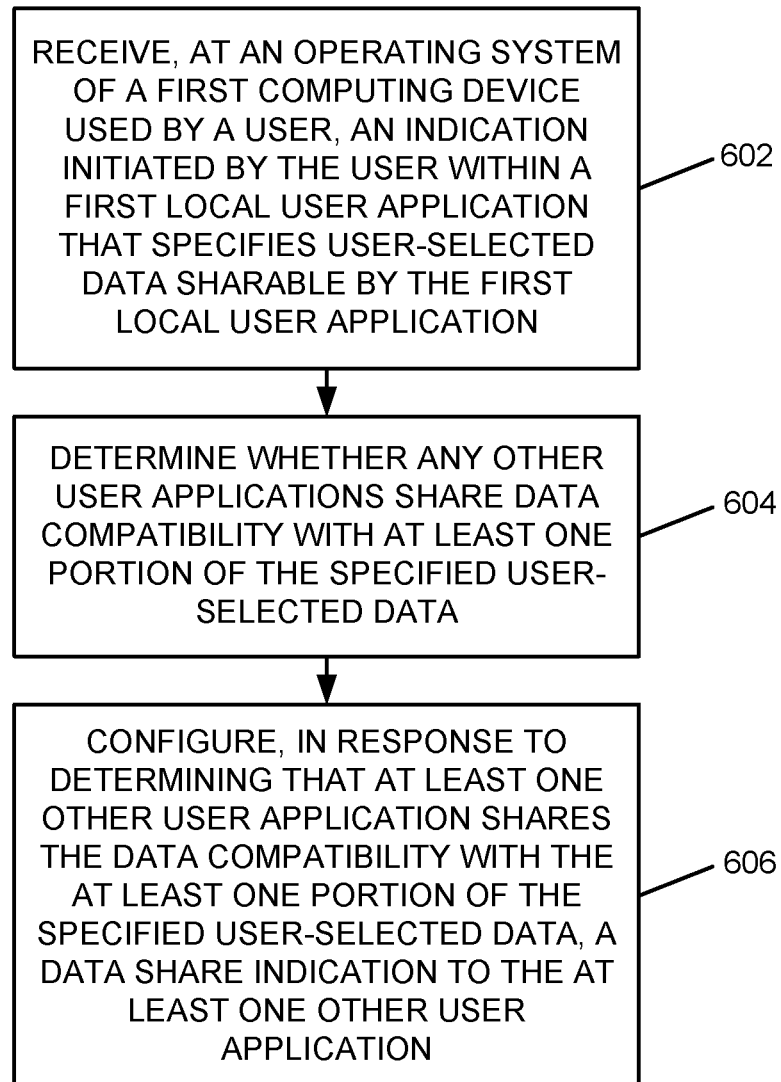 RECEIVE, AT AN OPERATING SYSTEM
OF A FIRST COMPUTING DEVICE
USED BY A USER, AN INDICATION
INITIATED BY THE USER WITHIN A
FIRST LOCAL USER APPLICATION
THAT SPECIFIES USER-SELECTED
DATA SHARABLE BY THE FIRST
LOCAL USER APPLICATION
602
DETERMINE WHETHER ANY OTHER
USER APPLICATIONS SHARE DATA
COMPATIBILITY WITH AT LEAST ONE
PORTION OF THE SPECIFIED USER-
SELECTED DATA
604
CONFIGURE, IN RESPONSE TO
DETERMINING THAT AT LEAST ONE
OTHER USER APPLICATION SHARES
THE DATA COMPATIBILITY WITH THE
AT LEAST ONE PORTION OF THE
SPECIFIED USER-SELECTED DATA, A
DATA SHARE INDICATION TO THE AT
LEAST ONE OTHER USER
APPLICATION
606